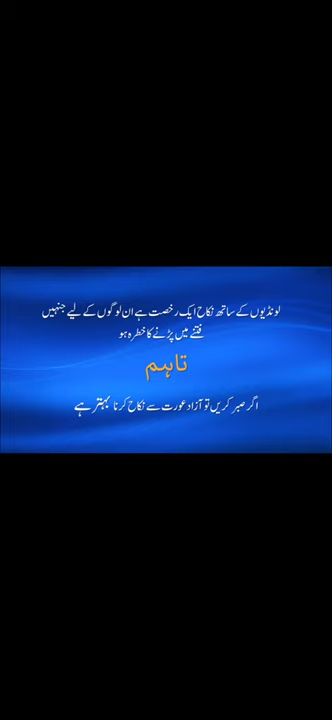 لونڈیوں کے ساتھ نکاح ایک رخصت ہے ان لوگوں کے لیے جنہیں
فتنے میں پڑنے کا خطرہ ہو
تاہم
اگر صبر کریں تو آزاد عورت سے نکاح کرنا بہتر ہے